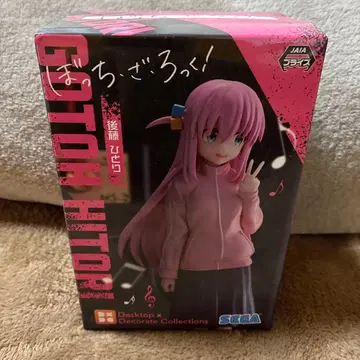 ぼっち・ざ・ろっく!
JAIA
プライズ
GOTOH HITORI
後藤 ひとり
Desktop ×
Decorate Collections
SEGA